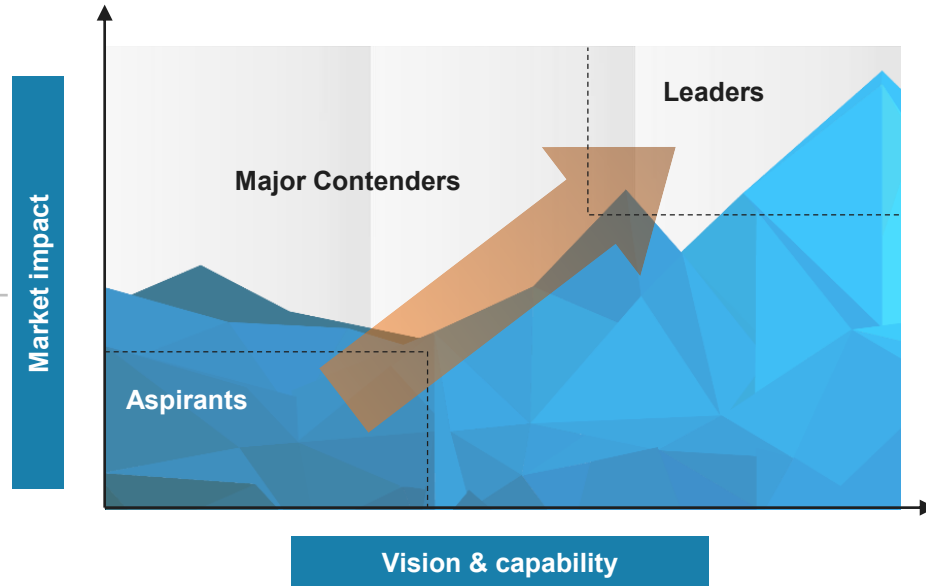 Leaders
Major Contenders
Market impact
Aspirants
Vision & capability